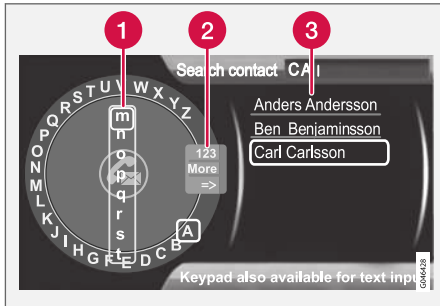 1
2
3
Search contact CA
Anders Andersson
Ben Benjaminsson
Carl Carlsson
A B C D E F G H I J K L M N O P Q R S T U V W X Y Z
m
n
o
p
q
r
s
t
123
More
=>
Keypad also available for text inpu
G046428